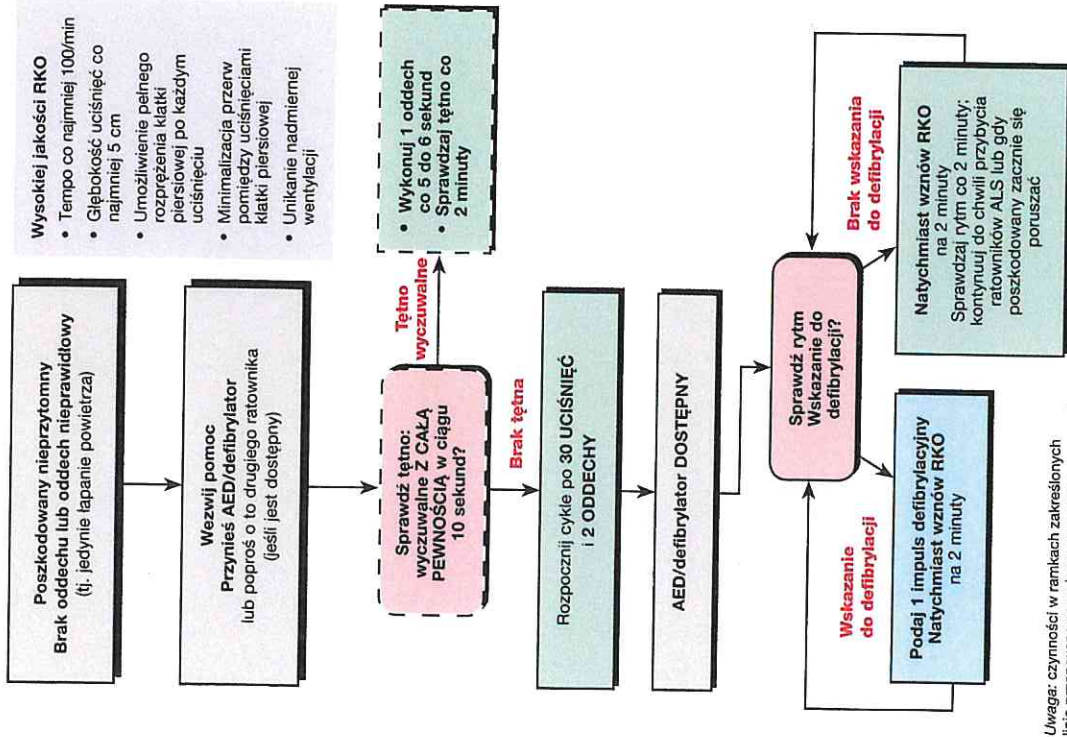 Poszkodowany nieprzytomny
Brak oddechu lub oddech nieprawidłowy
(tj. jedynie łapanie powietrza)
Wezwij pomoc
Przynieś AED/defibrylator
lub poproś o to drugiego ratownika
(jeśli jest dostępny)
Wysokiej jakości RKO
• Tempo co najmniej 100/min
• Głębokość uciśnięć co
najmniej 5 cm
• Umożliwienie pełnego
rozprężenia klatki
piersiowej po każdym
uciśnięciu
• Minimalizacja przerw
pomiędzy uciśnięciami
klatki piersiowej
• Unikanie nadmiernej
wentylacji
Sprawdź tętno:
wyczuwalne Z CAŁĄ
PEWNOŚCIĄ w ciągu
10 sekund?
Tętno
wyczuwalne
• Wykonuj 1 oddech
co 5 do 6 sekund
• Sprawdzaj tętno co
2 minuty
Brak tętna
Rozpocznij cykle po 30 UCIŚNIĘĆ
i 2 ODDECHY
AED/defibrylator DOSTĘPNY
Sprawdź rytm
Wskazanie do
defibrylacji?
Wskazanie
do defibrylacji
Brak wskazania
do defibrylacji
Podaj 1 impuls defibrylacyjny
Natychmiast wznów RKO
na 2 minuty
Natychmiast wznów RKO
na 2 minuty
Sprawdzaj rytm co 2 minuty;
kontynuuj do chwili przybycia
ratowników ALS lub gdy
poszkodowany zacznie się
poruszać
Uwaga: czynności w ramkach zakreślonych